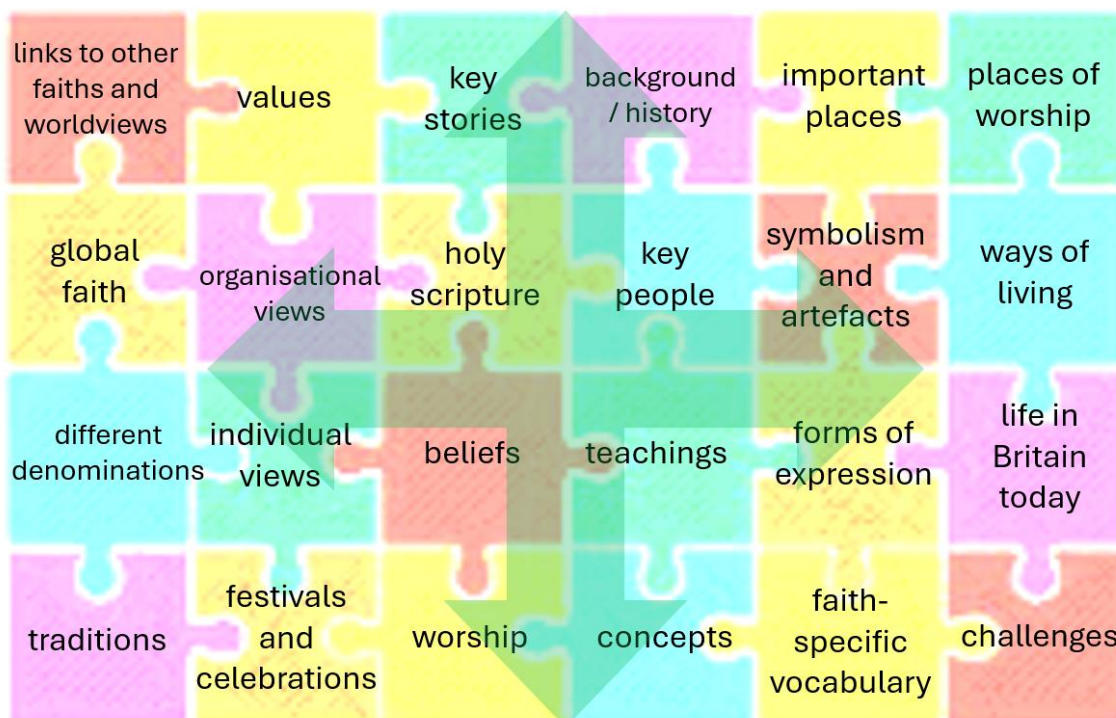 links to other
faiths and
worldviews
values
key
stories
background
/ history
important
places
places of
worship
global
faith
organisational
views
holy
scripture
key
people
symbolism
and
artefacts
ways of
living
different
denominations
individual
views
beliefs
teachings
forms of
expression
life in
Britain
today
traditions
festivals
and
celebrations
worship
concepts
faith-
specific
vocabulary
challenges